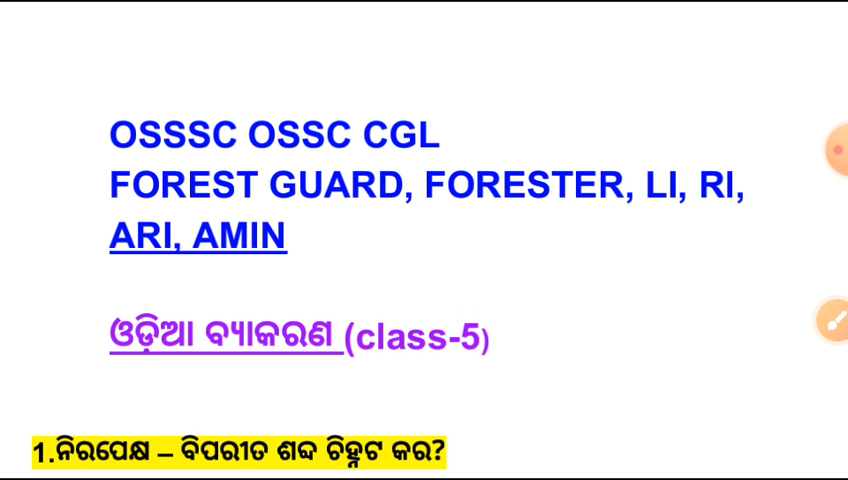 OSSSC OSSC CGL
FOREST GUARD, FORESTER, LI, RI,
ARI, AMIN
ଓଡ଼ିଆ ବ୍ୟାକରଣ (class-5)
1.ନିରପେକ୍ଷ – ବିପରୀତ ଶବ୍ଦ ଚିହ୍ନଟ କର?